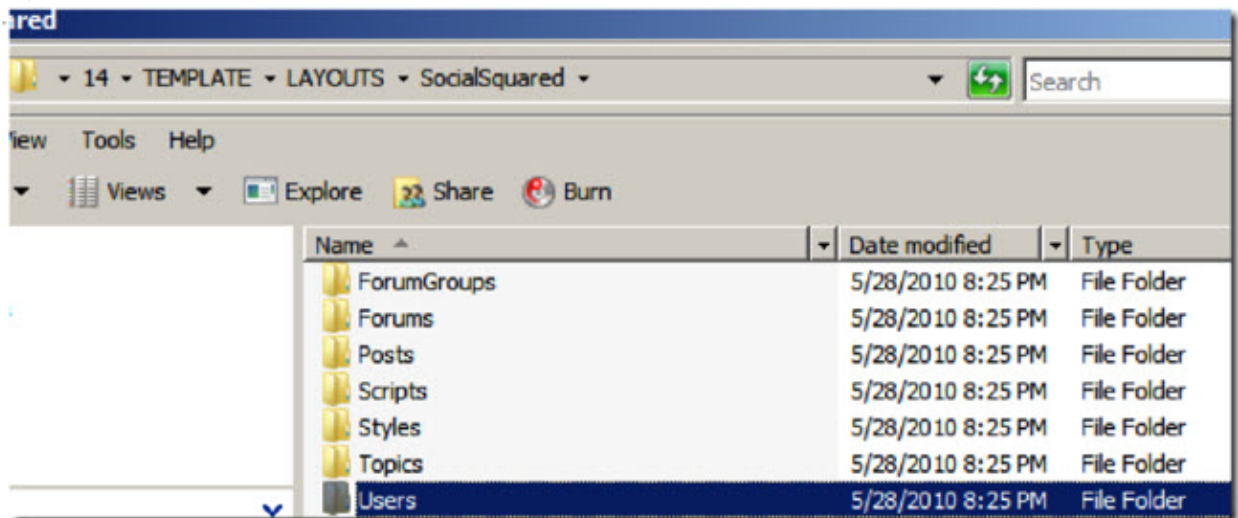 ared
14 TEMPLATE LAYOUTS SocialSquared Search
View Tools Help
Views Explore Share Burn
Name Date modified Type
ForumGroups 5/28/2010 8:25 PM File Folder
Forums 5/28/2010 8:25 PM File Folder
Posts 5/28/2010 8:25 PM File Folder
Scripts 5/28/2010 8:25 PM File Folder
Styles 5/28/2010 8:25 PM File Folder
Topics 5/28/2010 8:25 PM File Folder
Users 5/28/2010 8:25 PM File Folder